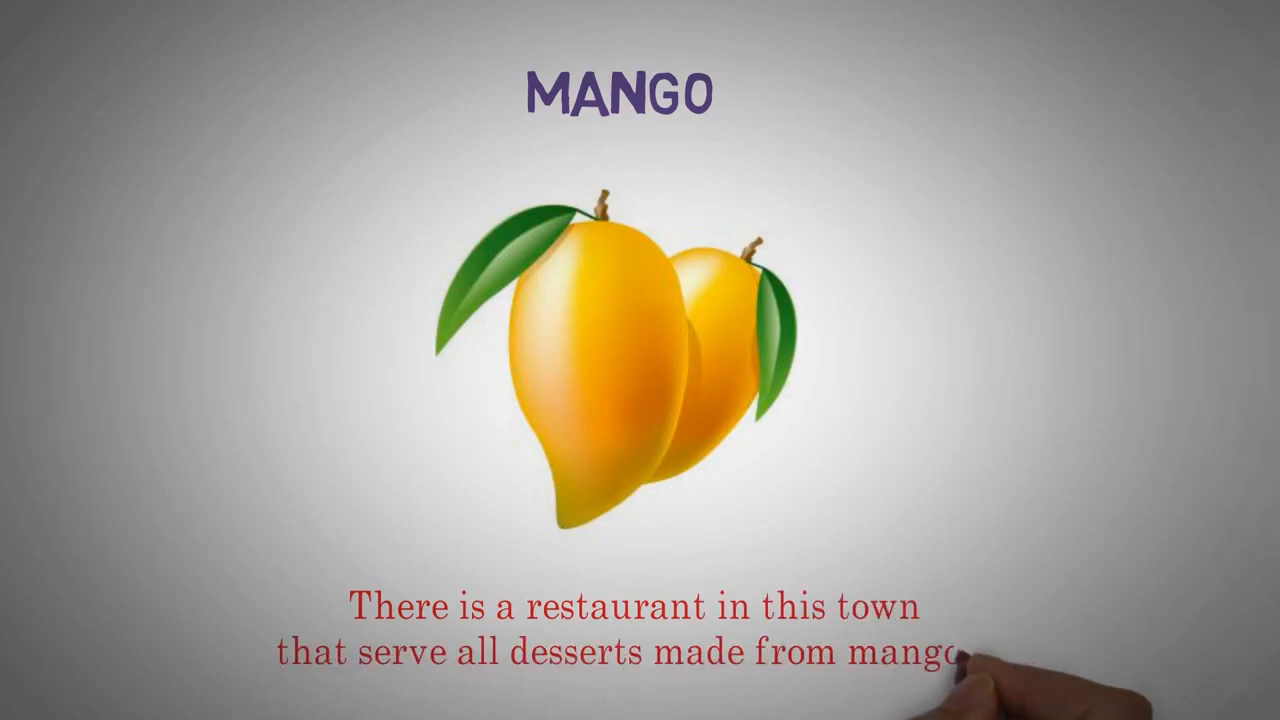 MANGO
There is a restaurant in this town
that serve all desserts made from mango